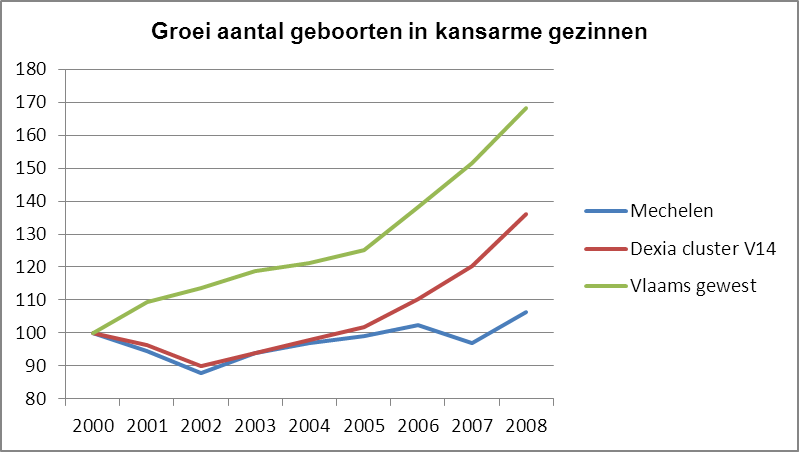 Groei aantal geboorten in kansarme gezinnen
180
170
160
150
140
130
120
110
100
90
80
2000 2001 2002 2003 2004 2005 2006 2007 2008
Mechelen
Dexia cluster V14
Vlaams gewest